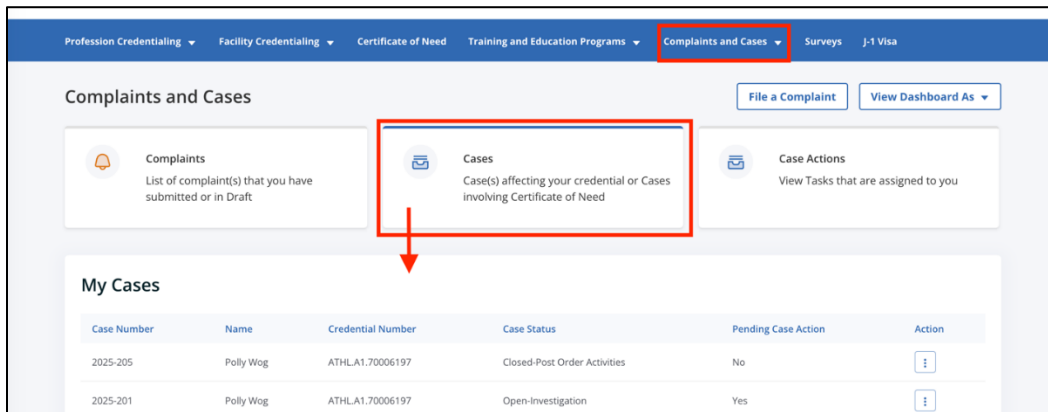 Profession Credentialing Facility Credentialing Certificate of Need Training and Education Programs Complaints and Cases Surveys J-1 Visa
Complaints and Cases File a Complaint View Dashboard As
Complaints
List of complaint(s) that you have
submitted or in Draft
Cases
Case(s) affecting your credential or Cases
involving Certificate of Need
Case Actions
View Tasks that are assigned to you
My Cases
Case Number Name Credential Number Case Status Pending Case Action Action
2025-205 Polly Wog ATHL.A1.70006197 Closed-Post Order Activities No
2025-201 Polly Wog ATHL.A1.70006197 Open-Investigation Yes